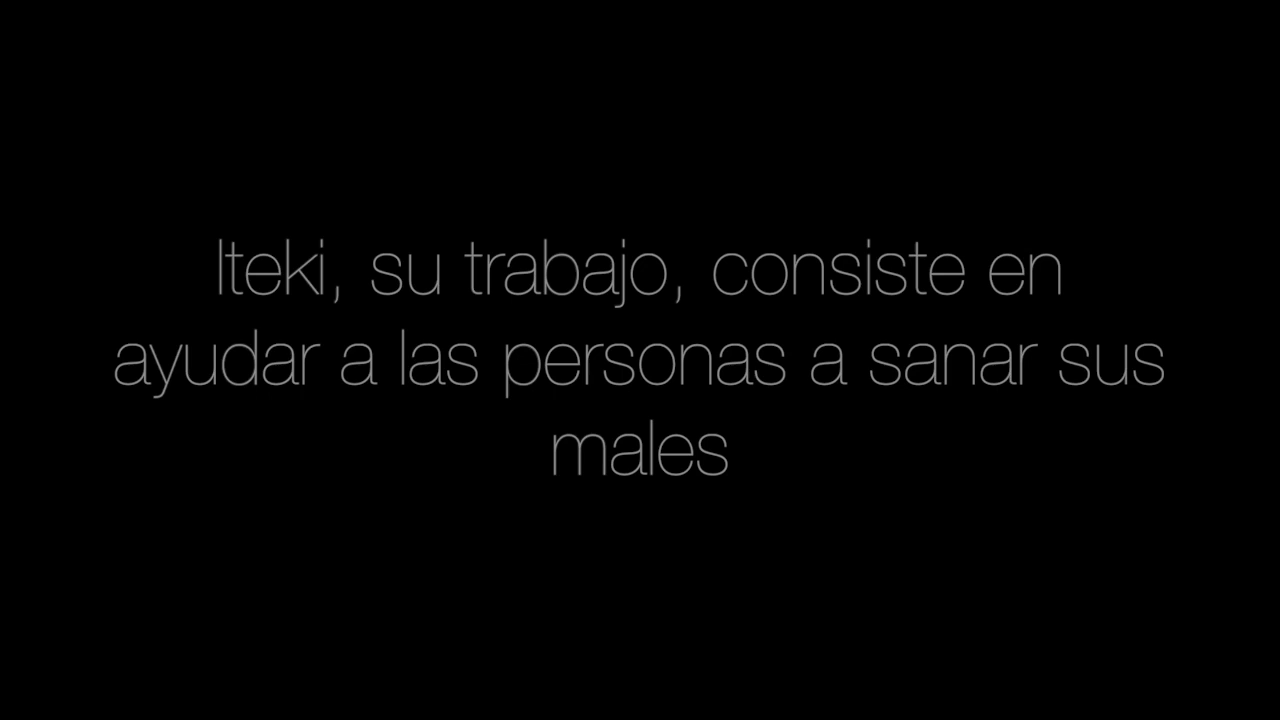 Iteki, su trabajo, consiste en
ayudar a las personas a sanar sus
males